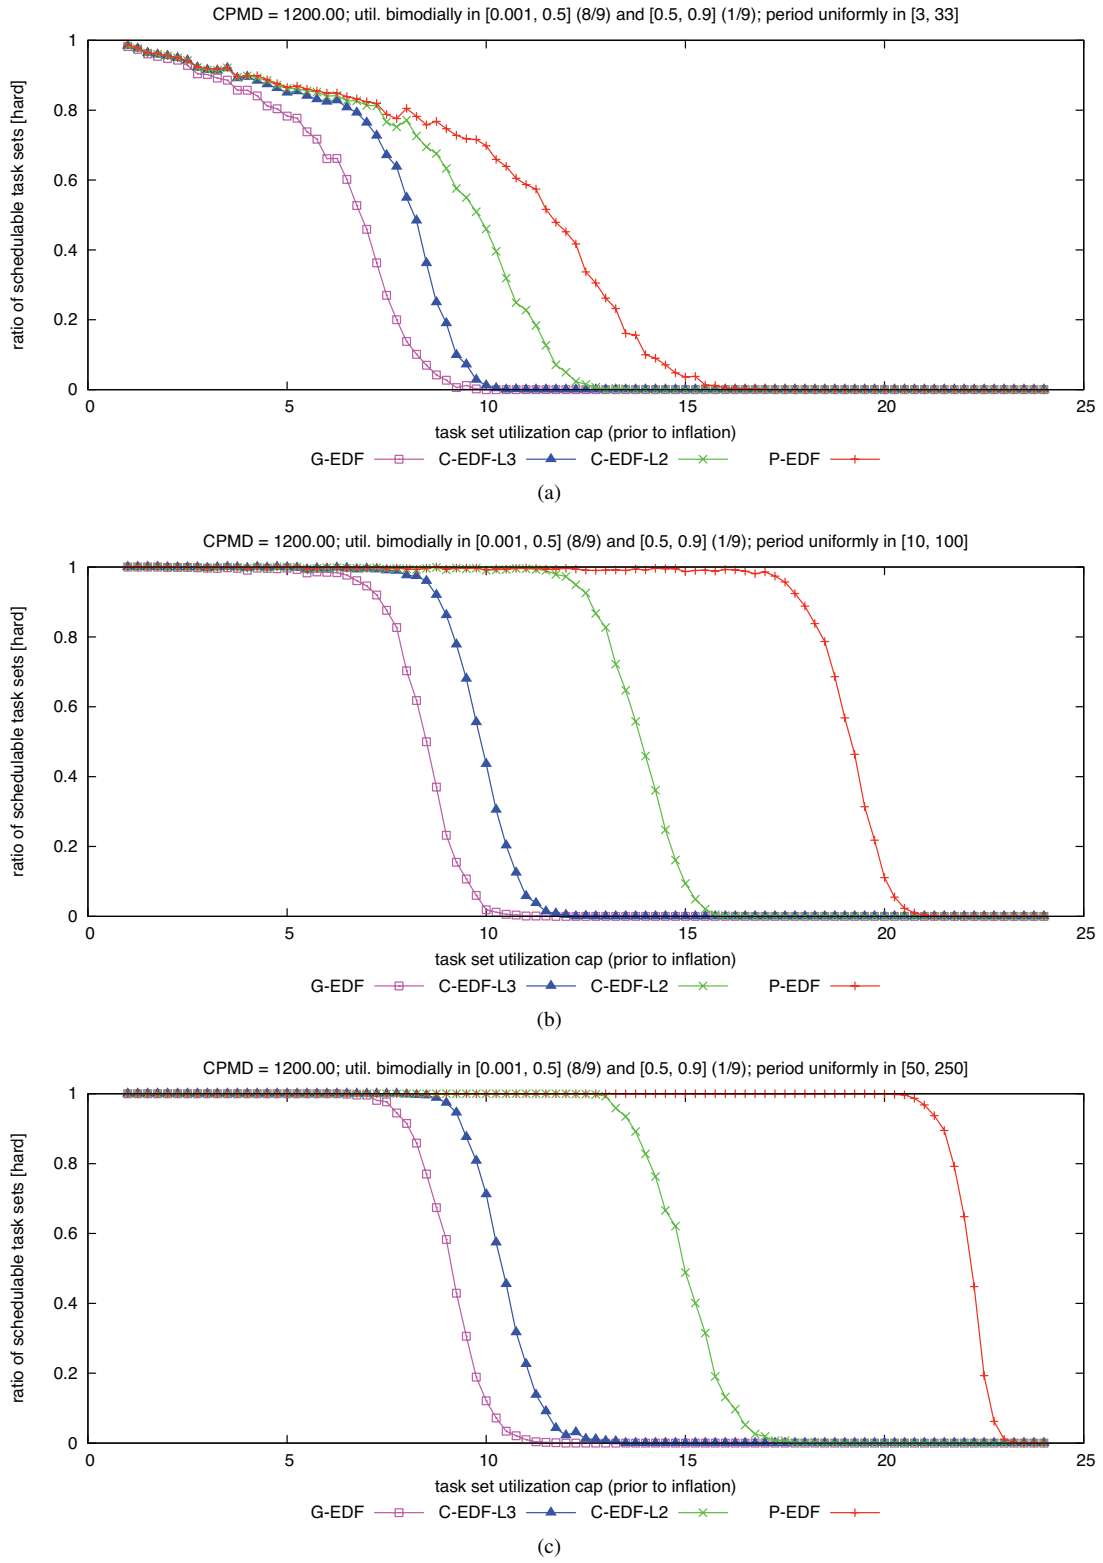 CPMD = 1200.00; util. bimodially in [0.001, 0.5] (8/9) and [0.5, 0.9] (1/9); period uniformly in [3, 33]
ratio of schedulable task sets [hard]
1
0.8
0.6
0.4
0.2
0
0 5 10 15 20 25
task set utilization cap (prior to inflation)
G-EDF C-EDF-L3 C-EDF-L2 P-EDF
(a)
CPMD = 1200.00; util. bimodially in [0.001, 0.5] (8/9) and [0.5, 0.9] (1/9); period uniformly in [10, 100]
ratio of schedulable task sets [hard]
1
0.8
0.6
0.4
0.2
0
0 5 10 15 20 25
task set utilization cap (prior to inflation)
G-EDF C-EDF-L3 C-EDF-L2 P-EDF
(b)
CPMD = 1200.00; util. bimodially in [0.001, 0.5] (8/9) and [0.5, 0.9] (1/9); period uniformly in [50, 250]
ratio of schedulable task sets [hard]
1
0.8
0.6
0.4
0.2
0
0 5 10 15 20 25
task set utilization cap (prior to inflation)
G-EDF C-EDF-L3 C-EDF-L2 P-EDF
(c)